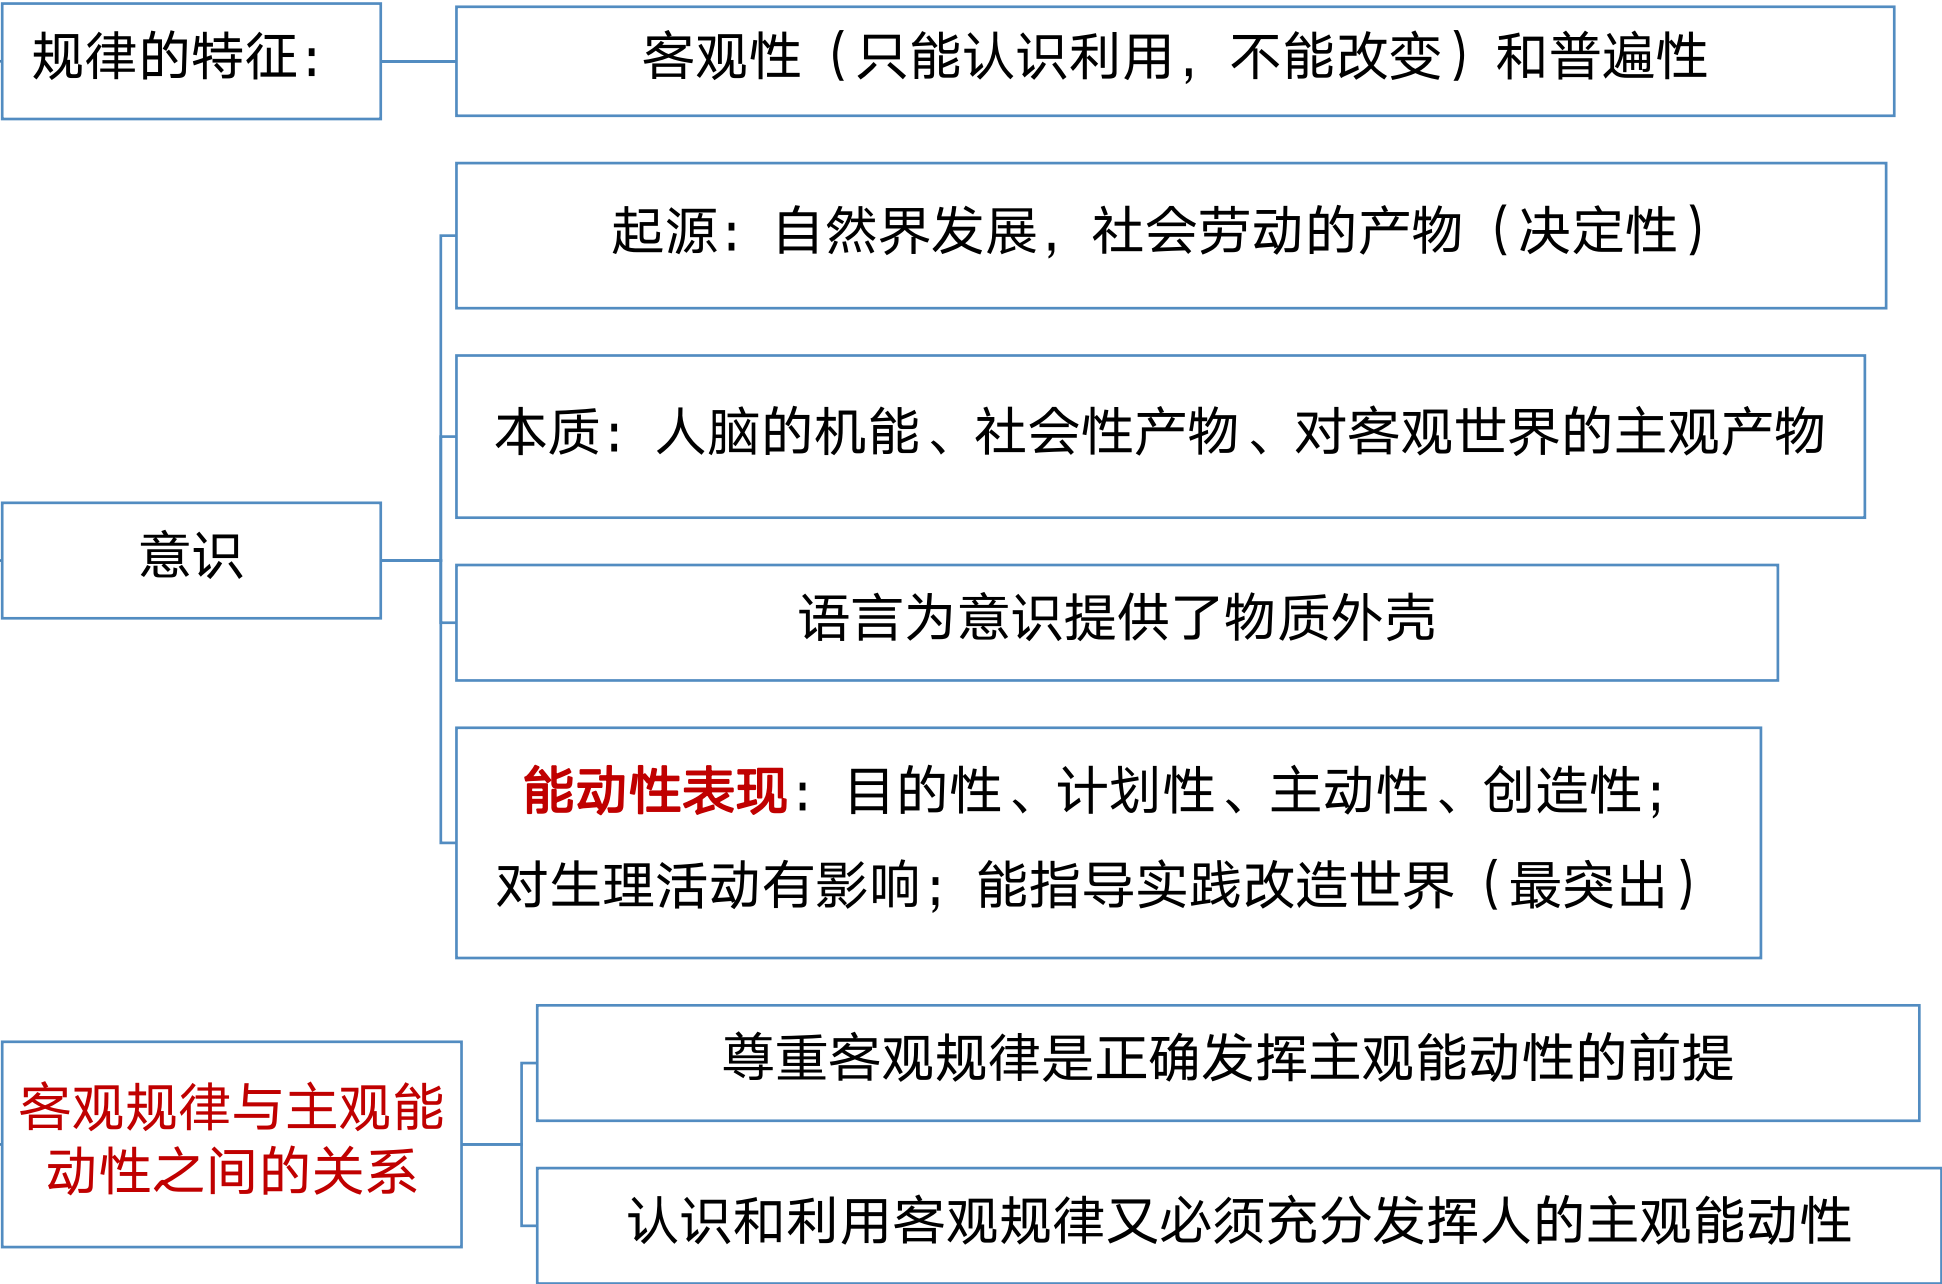 规律的特征：
客观性（只能认识利用，不能改变）和普遍性
起源：自然界发展，社会劳动的产物（决定性）
本质：人脑的机能、社会性产物、对客观世界的主观产物
意识
语言为意识提供了物质外壳
能动性表现：目的性、计划性、主动性、创造性；
对生理活动有影响；能指导实践改造世界（最突出）
客观规律与主观能
动性之间的关系
尊重客观规律是正确发挥主观能动性的前提
认识和利用客观规律又必须充分发挥人的主观能动性